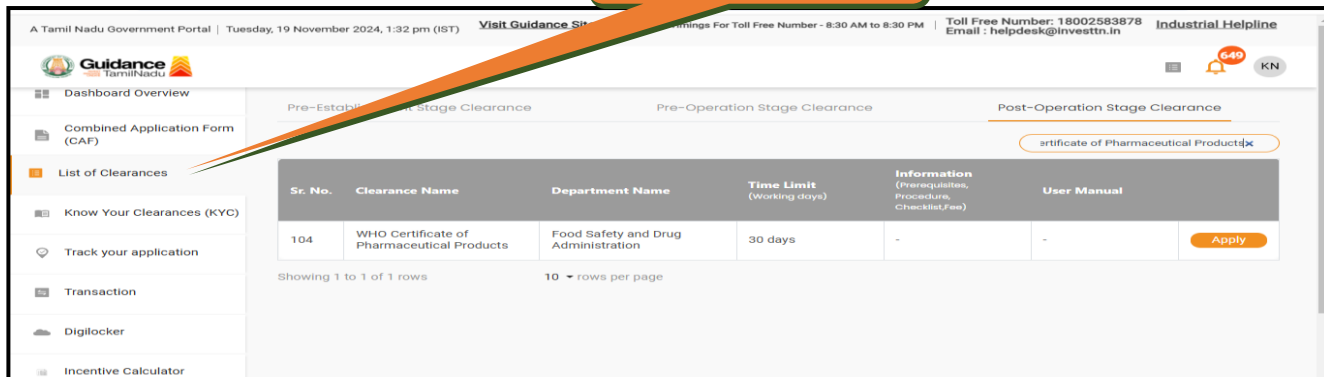 A Tamil Nadu Government Portal | Tuesday, 19 November 2024, 1:32 pm (IST) Visit Guidance For Toll Free Number - 8:30 AM to 8:30 PM | Toll Free Number: 18002583878
Email : helpdesk@investtn.in
Industrial Helpline
Guidance
TamilNadu
649
KN
Dashboard Overview
Combined Application Form
(CAF)
List of Clearances
Know Your Clearances (KYC)
Track your application
Transaction
Digilocker
Incentive Calculator
Stage Clearance
Pre-Operation Stage Clearance
Post-Operation Stage Clearance
ertificate of Pharmaceutical Products x
Sr. No. Clearance Name Department Name Time Limit
(Working days)
Information
(Prerequisites,
Procedure,
Checklist,Fee)
User Manual
104 WHO Certificate of
Pharmaceutical Products
Food Safety and Drug
Administration
30 days - - Apply
Showing 1 to 1 of 1 rows 10 rows per page